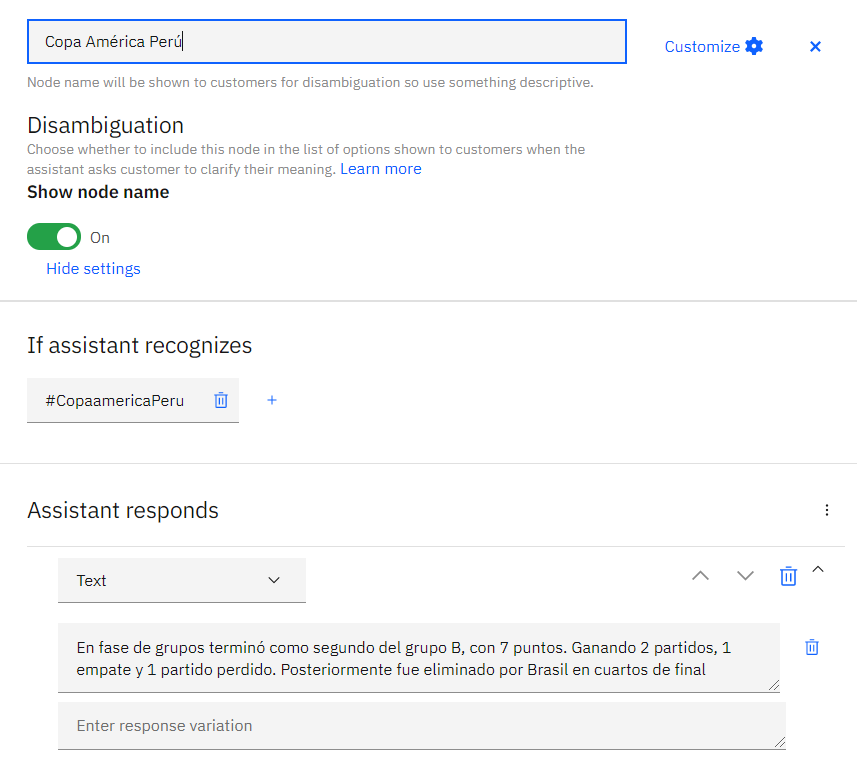 Copa América Perú
Customize
Node name will be shown to customers for disambiguation so use something descriptive.
Disambiguation
Choose whether to include this node in the list of options shown to customers when the
assistant asks customer to clarify their meaning. Learn more
Show node name
On
Hide settings
If assistant recognizes
#CopaamericaPeru
Assistant responds
Text
En fase de grupos terminó como segundo del grupo B, con 7 puntos. Ganando 2 partidos, 1
empate y 1 partido perdido. Posteriormente fue eliminado por Brasil en cuartos de final
Enter response variation